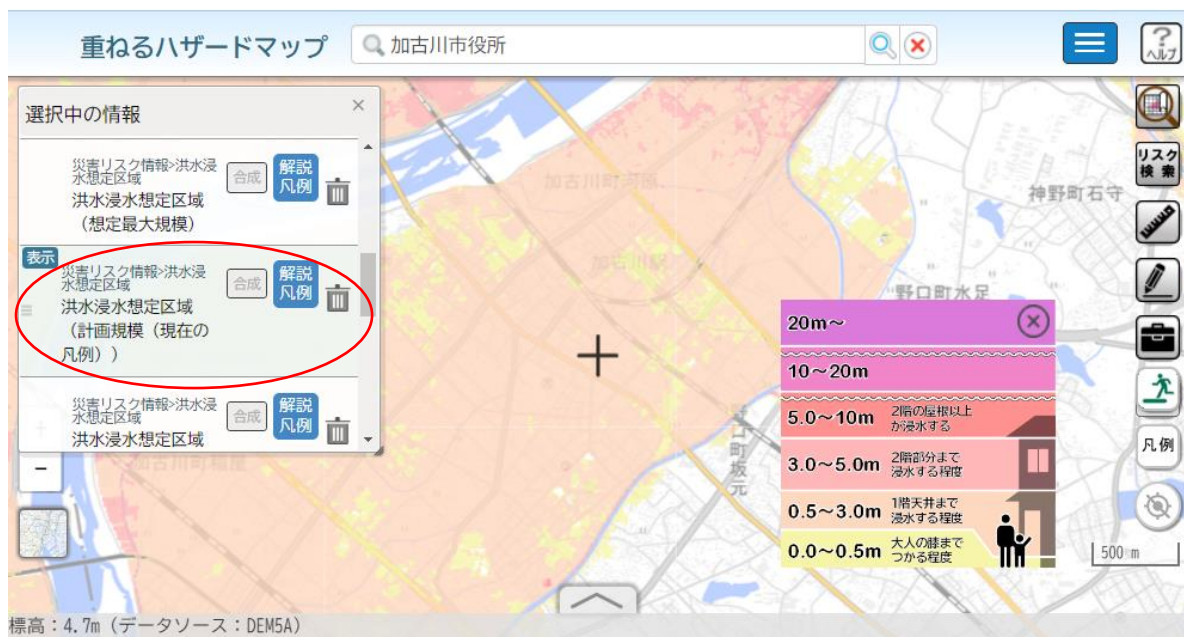 重ねるハザードマップ
加古川市役所
?
ヘルプ
選択中の情報
×
災害リスク情報>洪水浸
水想定区域
合成
解説
凡例
洪水浸水想定区域
(想定最大規模)
表示
災害リスク情報>洪水浸
水想定区域
合成
解説
凡例
洪水浸水想定区域
(計画規模(現在の
凡例))
災害リスク情報>洪水浸
水想定区域
合成
解説
凡例
洪水浸水想定区域
加古川町河原
加古川駅
神野町石守
野口町水足
野口町坂元
リスク
検索
凡例
20m~
10~20m
5.0~10m 2階の屋根以上
が浸水する
3.0~5.0m 2階部分まで
浸水する程度
0.5~3.0m 1階天井まで
浸水する程度
0.0~0.5m 大人の膝まで
つかる程度
500 m
標高:4.7m(データソース:DEM5A)